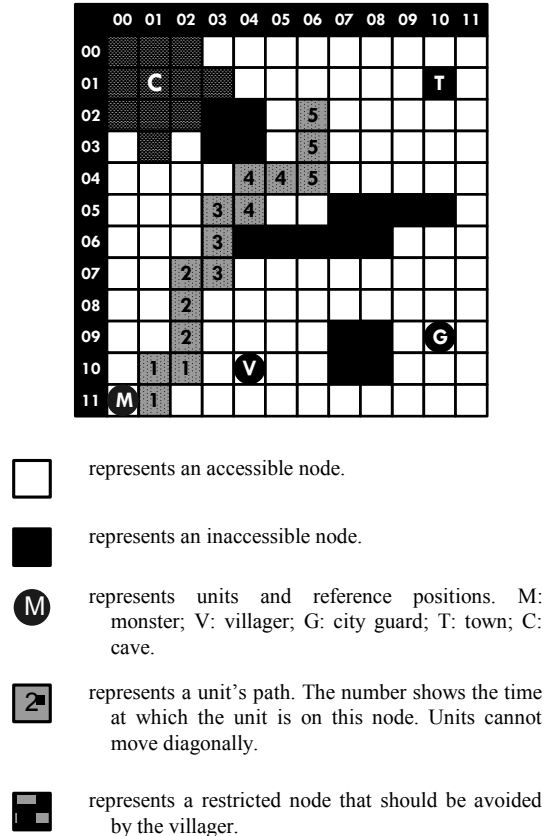 00 01 02 03 04 05 06 07 08 09 10 11
00
01 C T
02 5
03 5
04 4 4 5
05 3 4
06 3
07 2 3
08 2
09 2 G
10 1 1 V
11 M 1
represents an accessible node.
represents an inaccessible node.
M represents units and reference positions. M:
monster; V: villager; G: city guard; T: town; C:
cave.
2 represents a unit's path. The number shows the time
at which the unit is on this node. Units cannot
move diagonally.
represents a restricted node that should be avoided
by the villager.